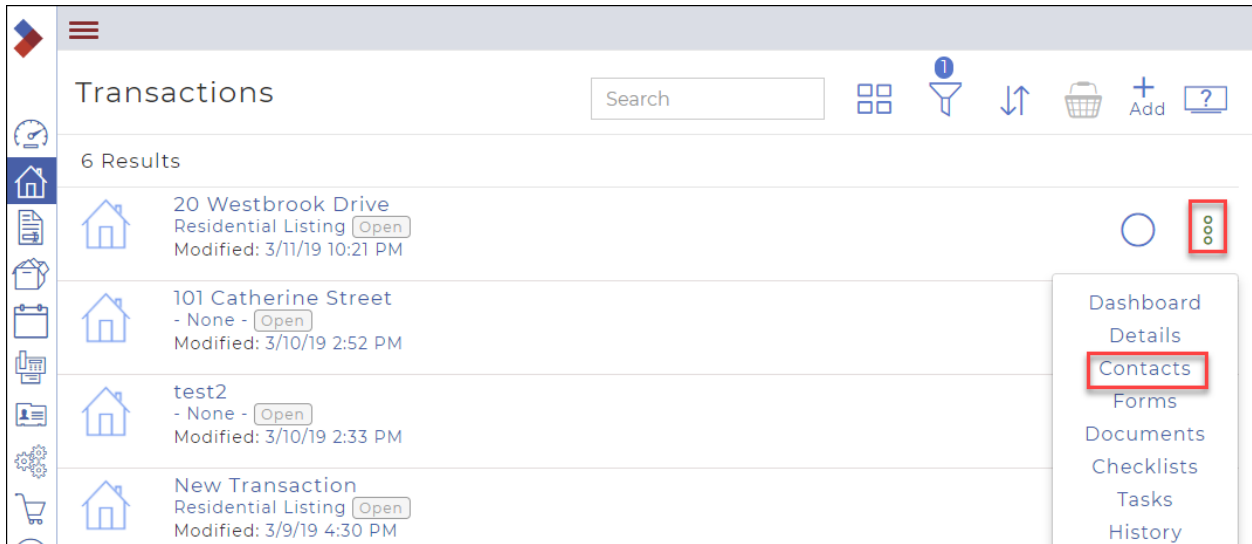 Transactions
Search
1
Add
?
6 Results
20 Westbrook Drive
Residential Listing Open
Modified: 3/11/19 10:21 PM
101 Catherine Street
- None - Open
Modified: 3/10/19 2:52 PM
test2
- None - Open
Modified: 3/10/19 2:33 PM
New Transaction
Residential Listing Open
Modified: 3/9/19 4:30 PM
Dashboard
Details
Contacts
Forms
Documents
Checklists
Tasks
History